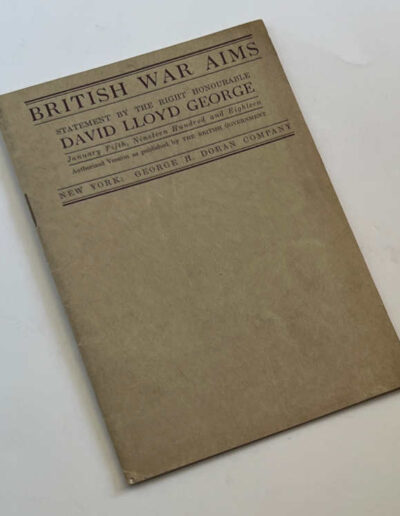 BRITISH WAR AIMS
STATEMENT BY THE RIGHT HONOURABLE
DAVID LLOYD GEORGE
January Fifth, Nineteen Hundred and Eighteen
Authorized Version as published by THE BRITISH GOVERNMENT
NEW YORK: GEORGE H. DORAN COMPANY